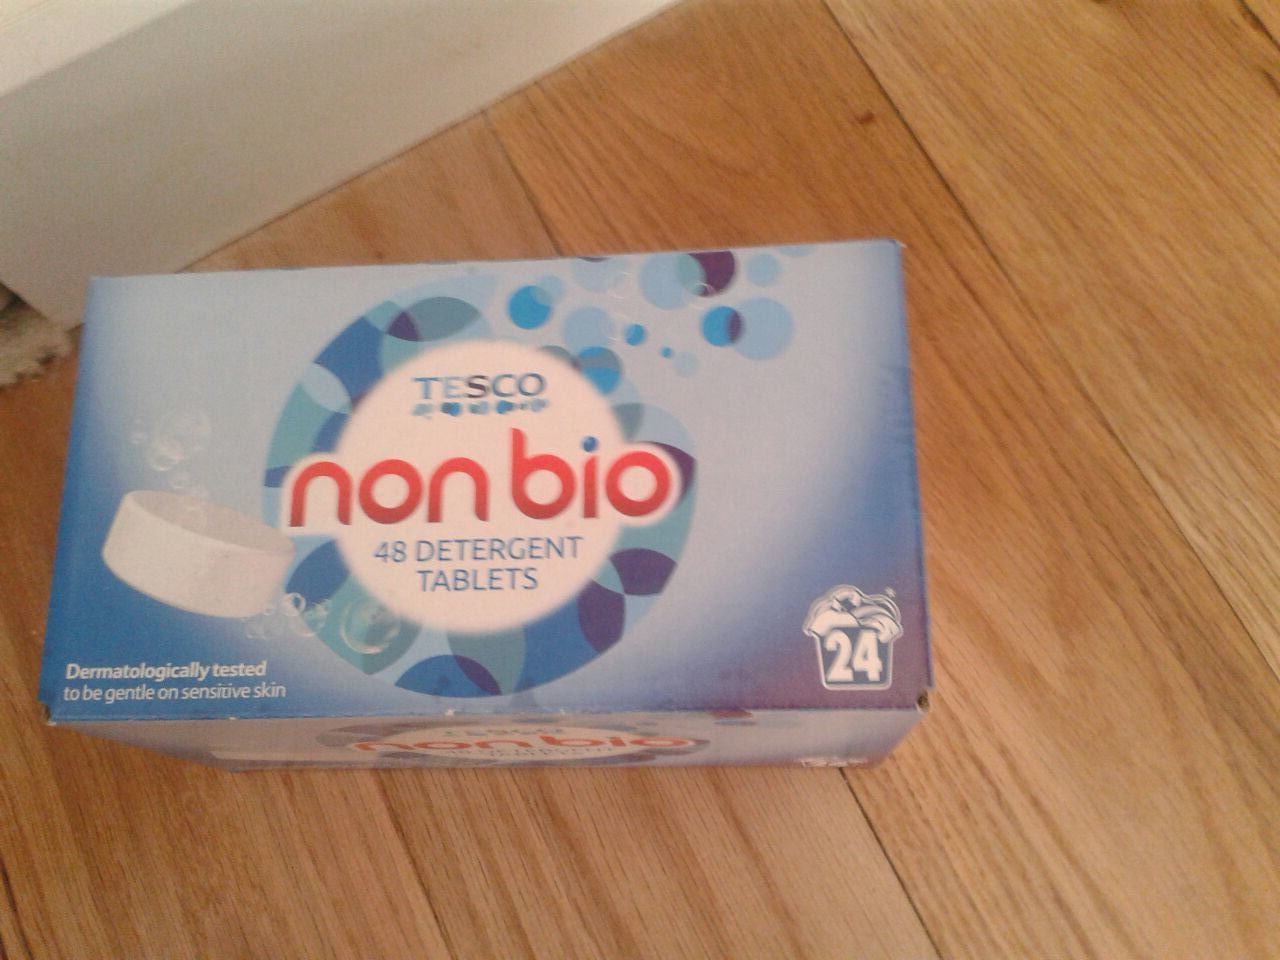 TESCO
non bio
48 DETERGENT
TABLETS
Dermatologically tested
to be gentle on sensitive skin
24
non bio